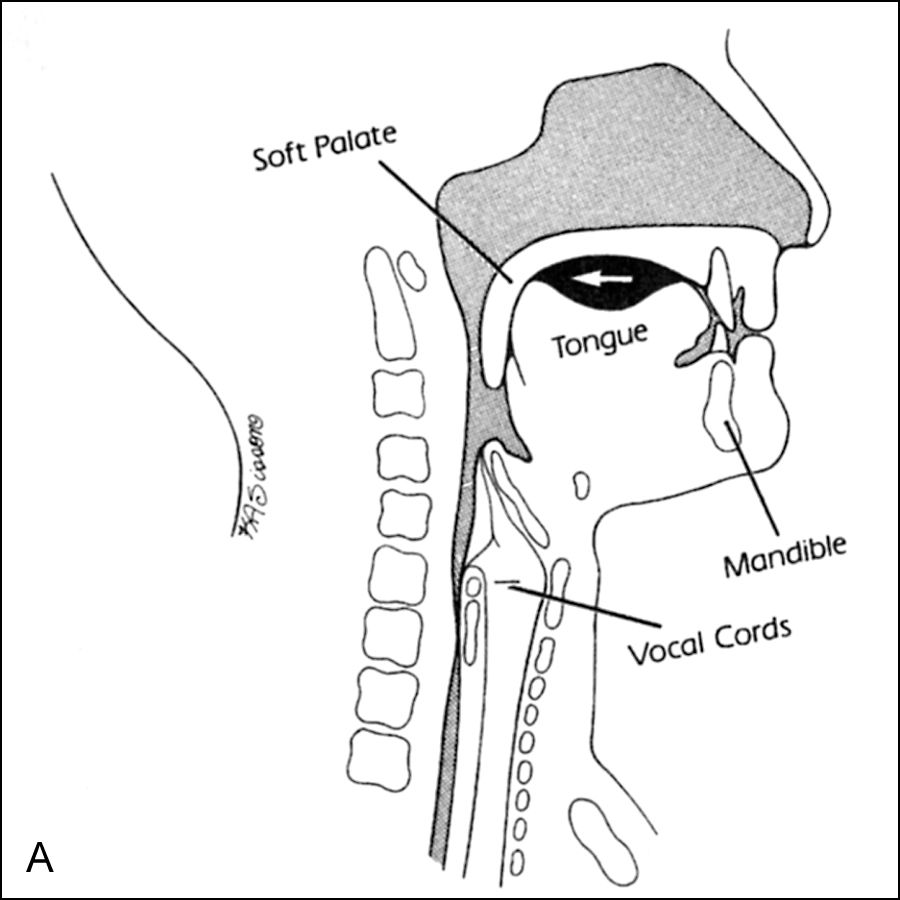 Soft Palate
Tongue
Mandible
Vocal Cords
A